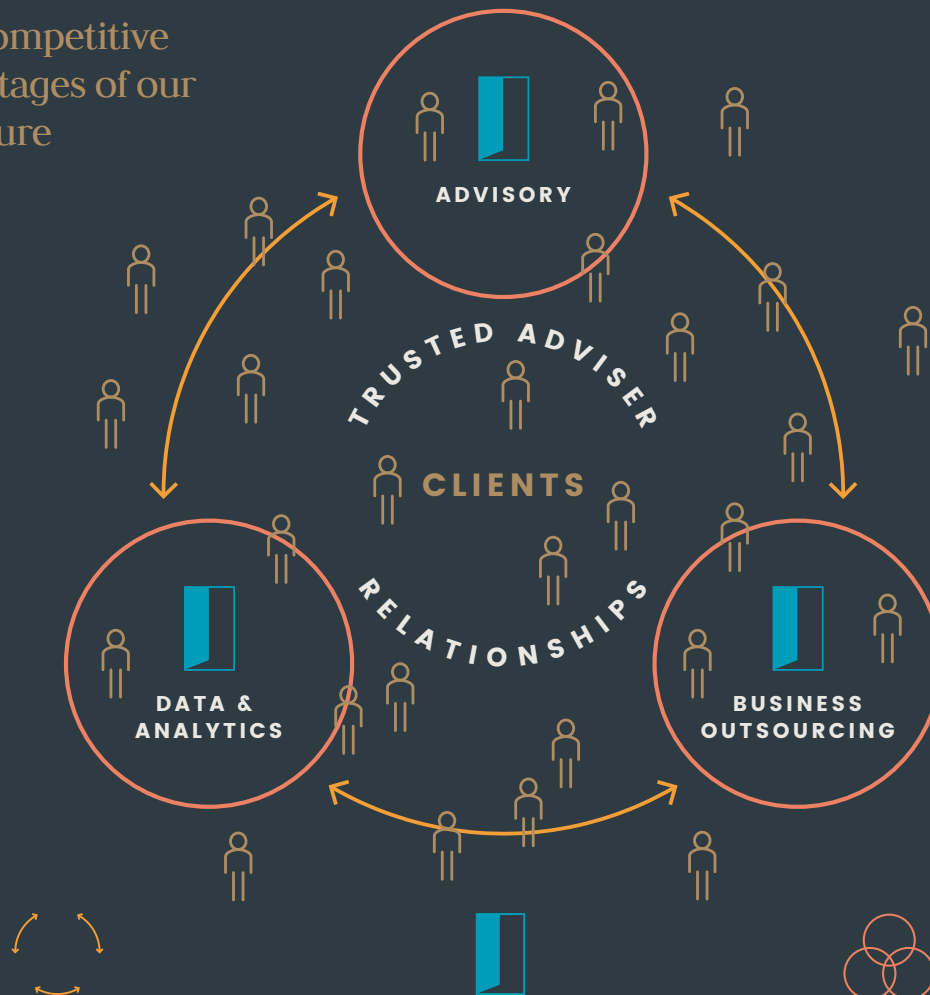 ompetitive
tages of our
ure
ADVISORY
TRUSTED ADVISER
CLIENTS
RELATIONSHIPS
DATA &
ANALYTICS
BUSINESS
OUTSOURCING